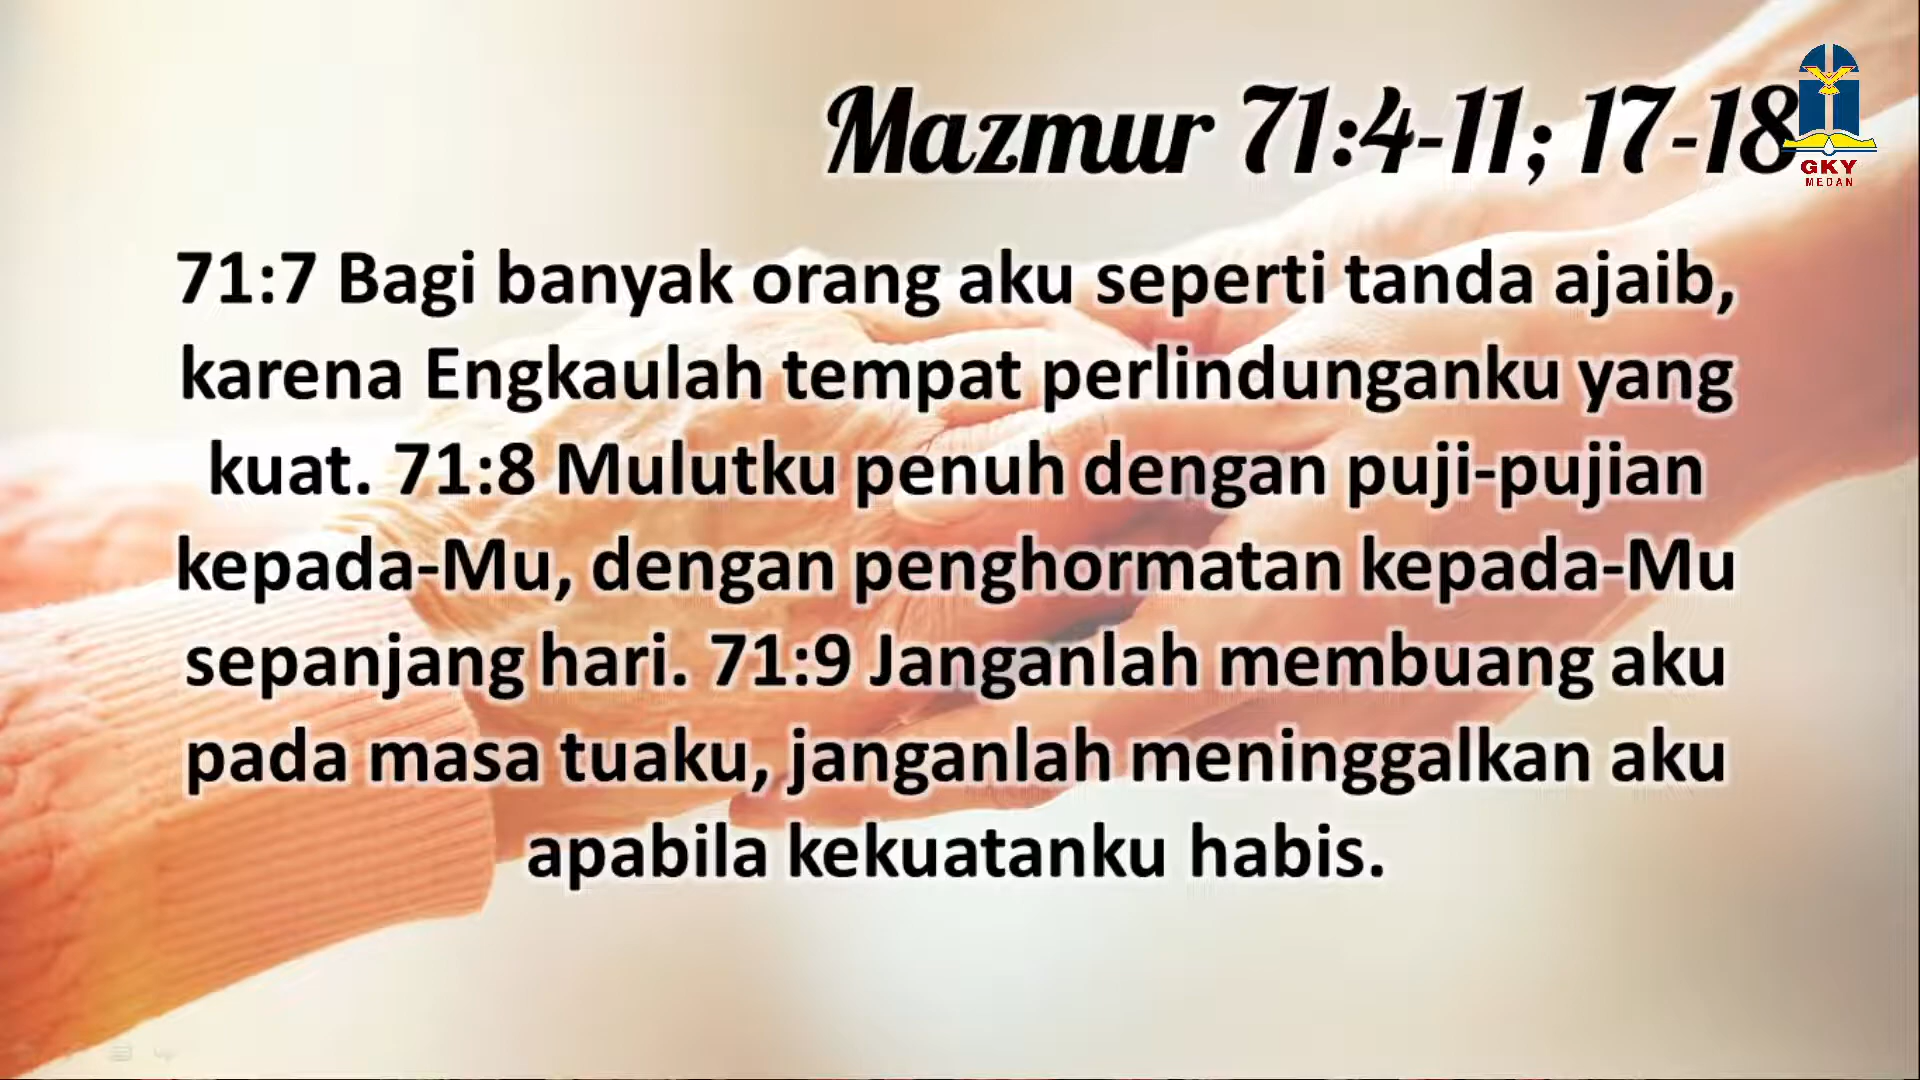 Mazmur 71:4-11; 17-18
GKY
MEDAN
71:7 Bagi banyak orang aku seperti tanda ajaib,
karena Engkaulah tempat perlindunganku yang
kuat. 71:8 Mulutku penuh dengan puji-pujian
kepada-Mu, dengan penghormatan kepada-Mu
sepanjang hari. 71:9 Janganlah membuang aku
pada masa tuaku, janganlah meninggalkan aku
apabila kekuatanku habis.